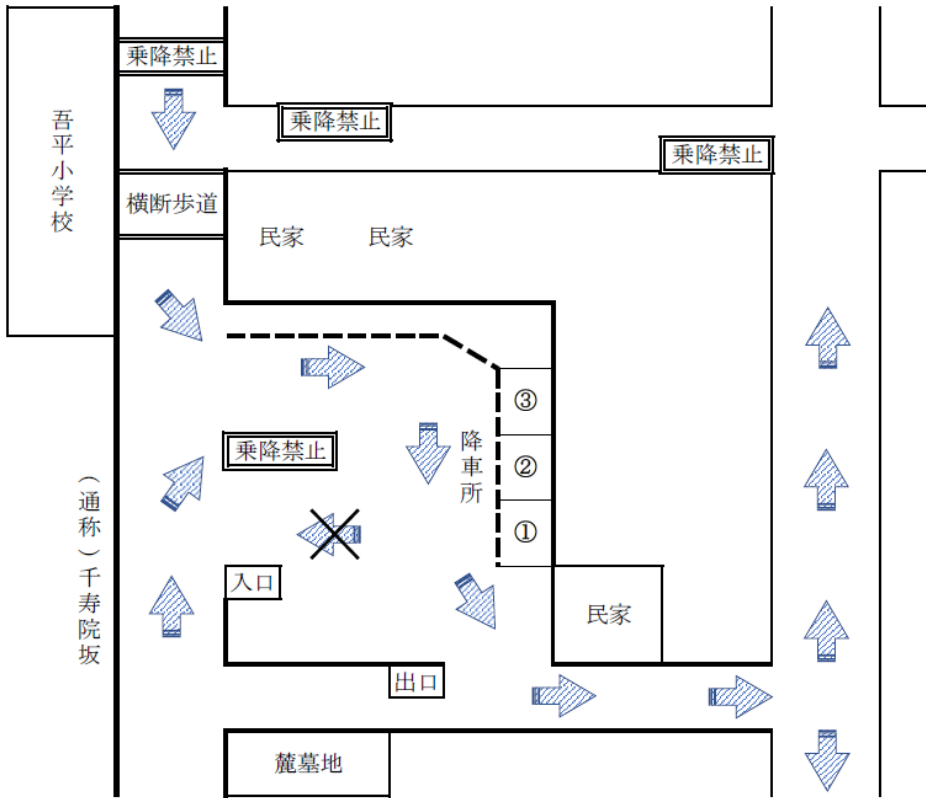 乗降禁止
乗降禁止
乗降禁止
吾平小学校
横断歩道
民家 民家
③
降車所
乗降禁止
②
①
（通称）千寿院坂
入口
民家
出口
麓墓地